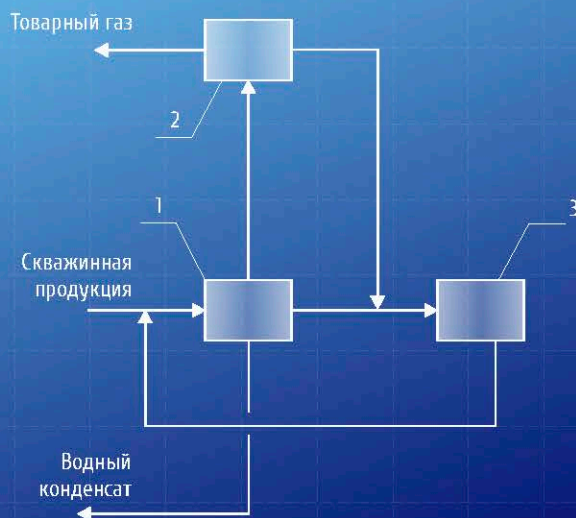 Товарный газ
2
1
3
Скважинная
продукция
Водный
конденсат